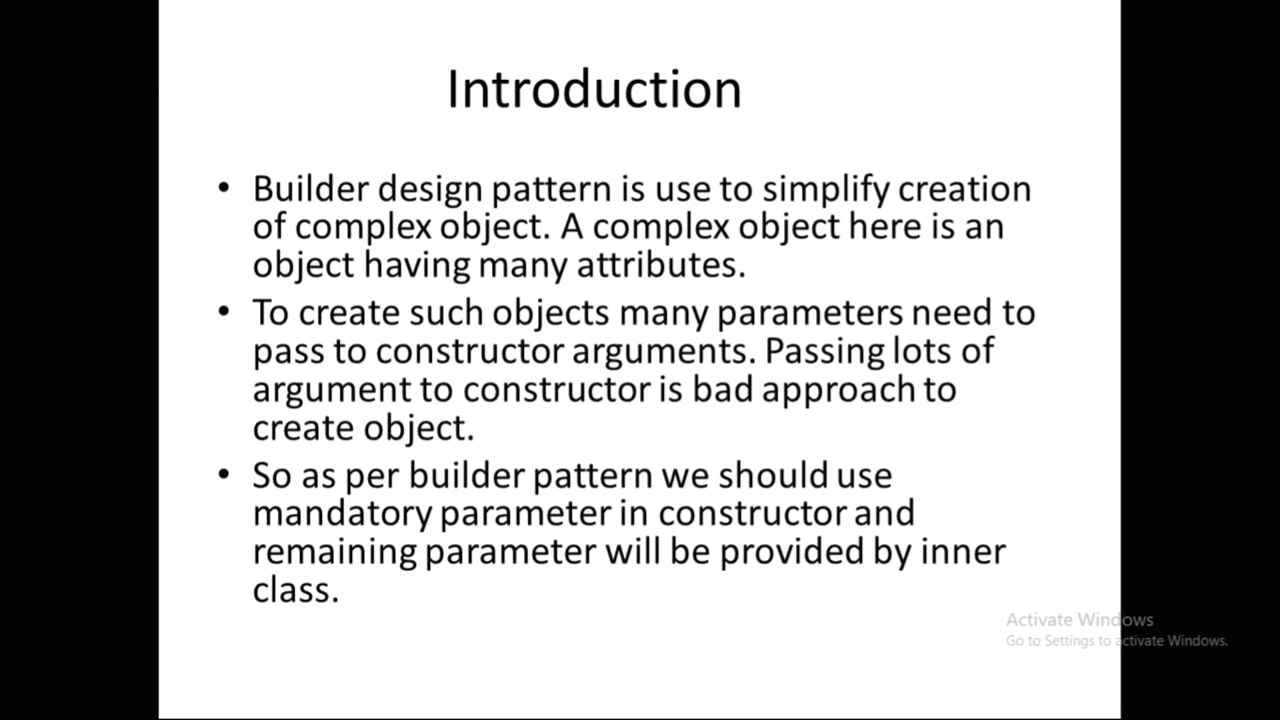 Introduction
• Builder design pattern is use to simplify creation
of complex object. A complex object here is an
object having many attributes.
• To create such objects many parameters need to
pass to constructor arguments. Passing lots of
argument to constructor is bad approach to
create object.
• So as per builder pattern we should use
mandatory parameter in constructor and
remaining parameter will be provided by inner
class.
Activate Windows
Go to Settings to activate Windows.